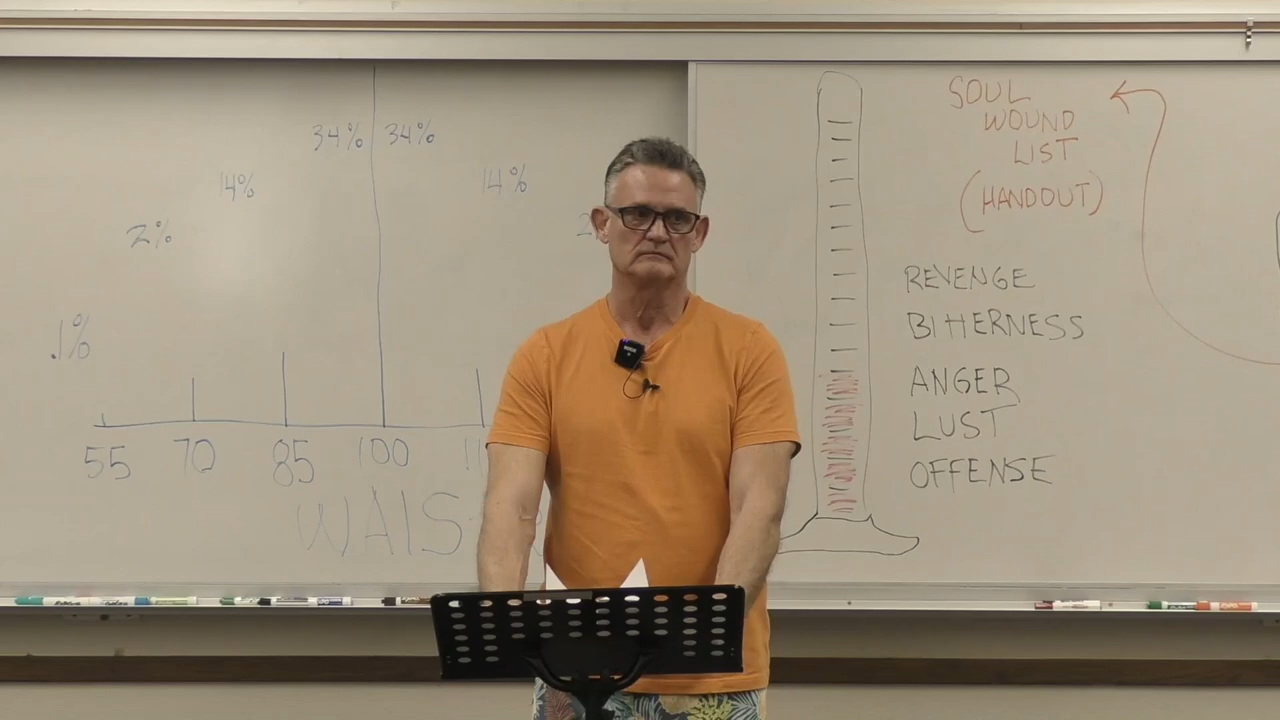 34% 34%
14%
14%
2%
.1%
55 70 85 100
WAIS
SOUL
WOUND
LIST
(HANDOUT)
REVENGE
BITTERNESS
ANGER
LUST
OFFENSE